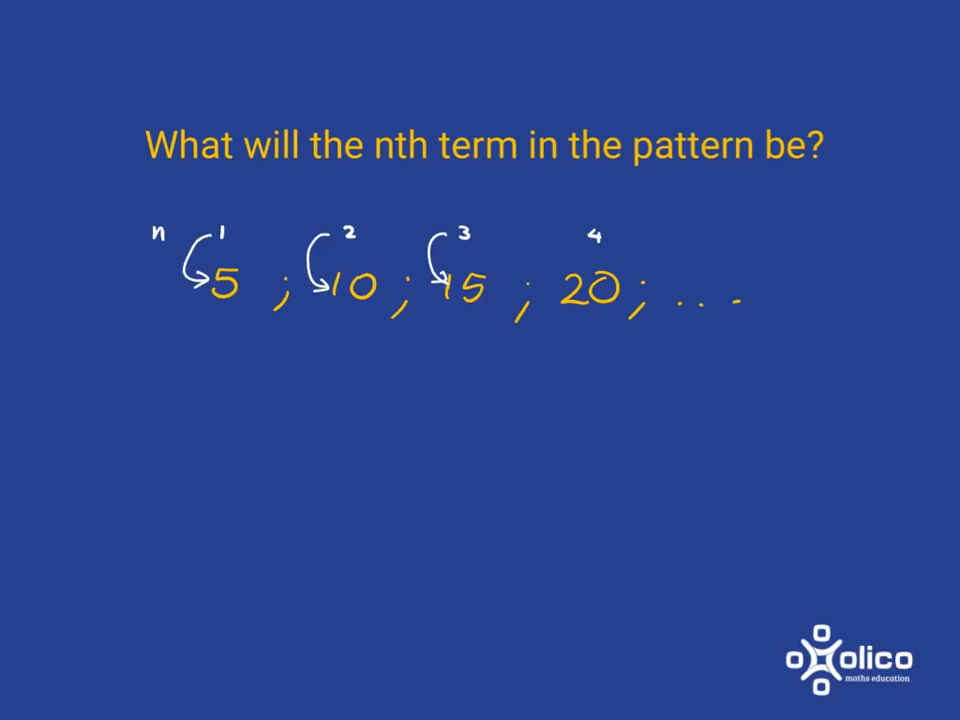 What will the nth term in the pattern be?
n 1 2 3 4
5 ; 10 ; 15 ; 20 ; ...
olico
maths education